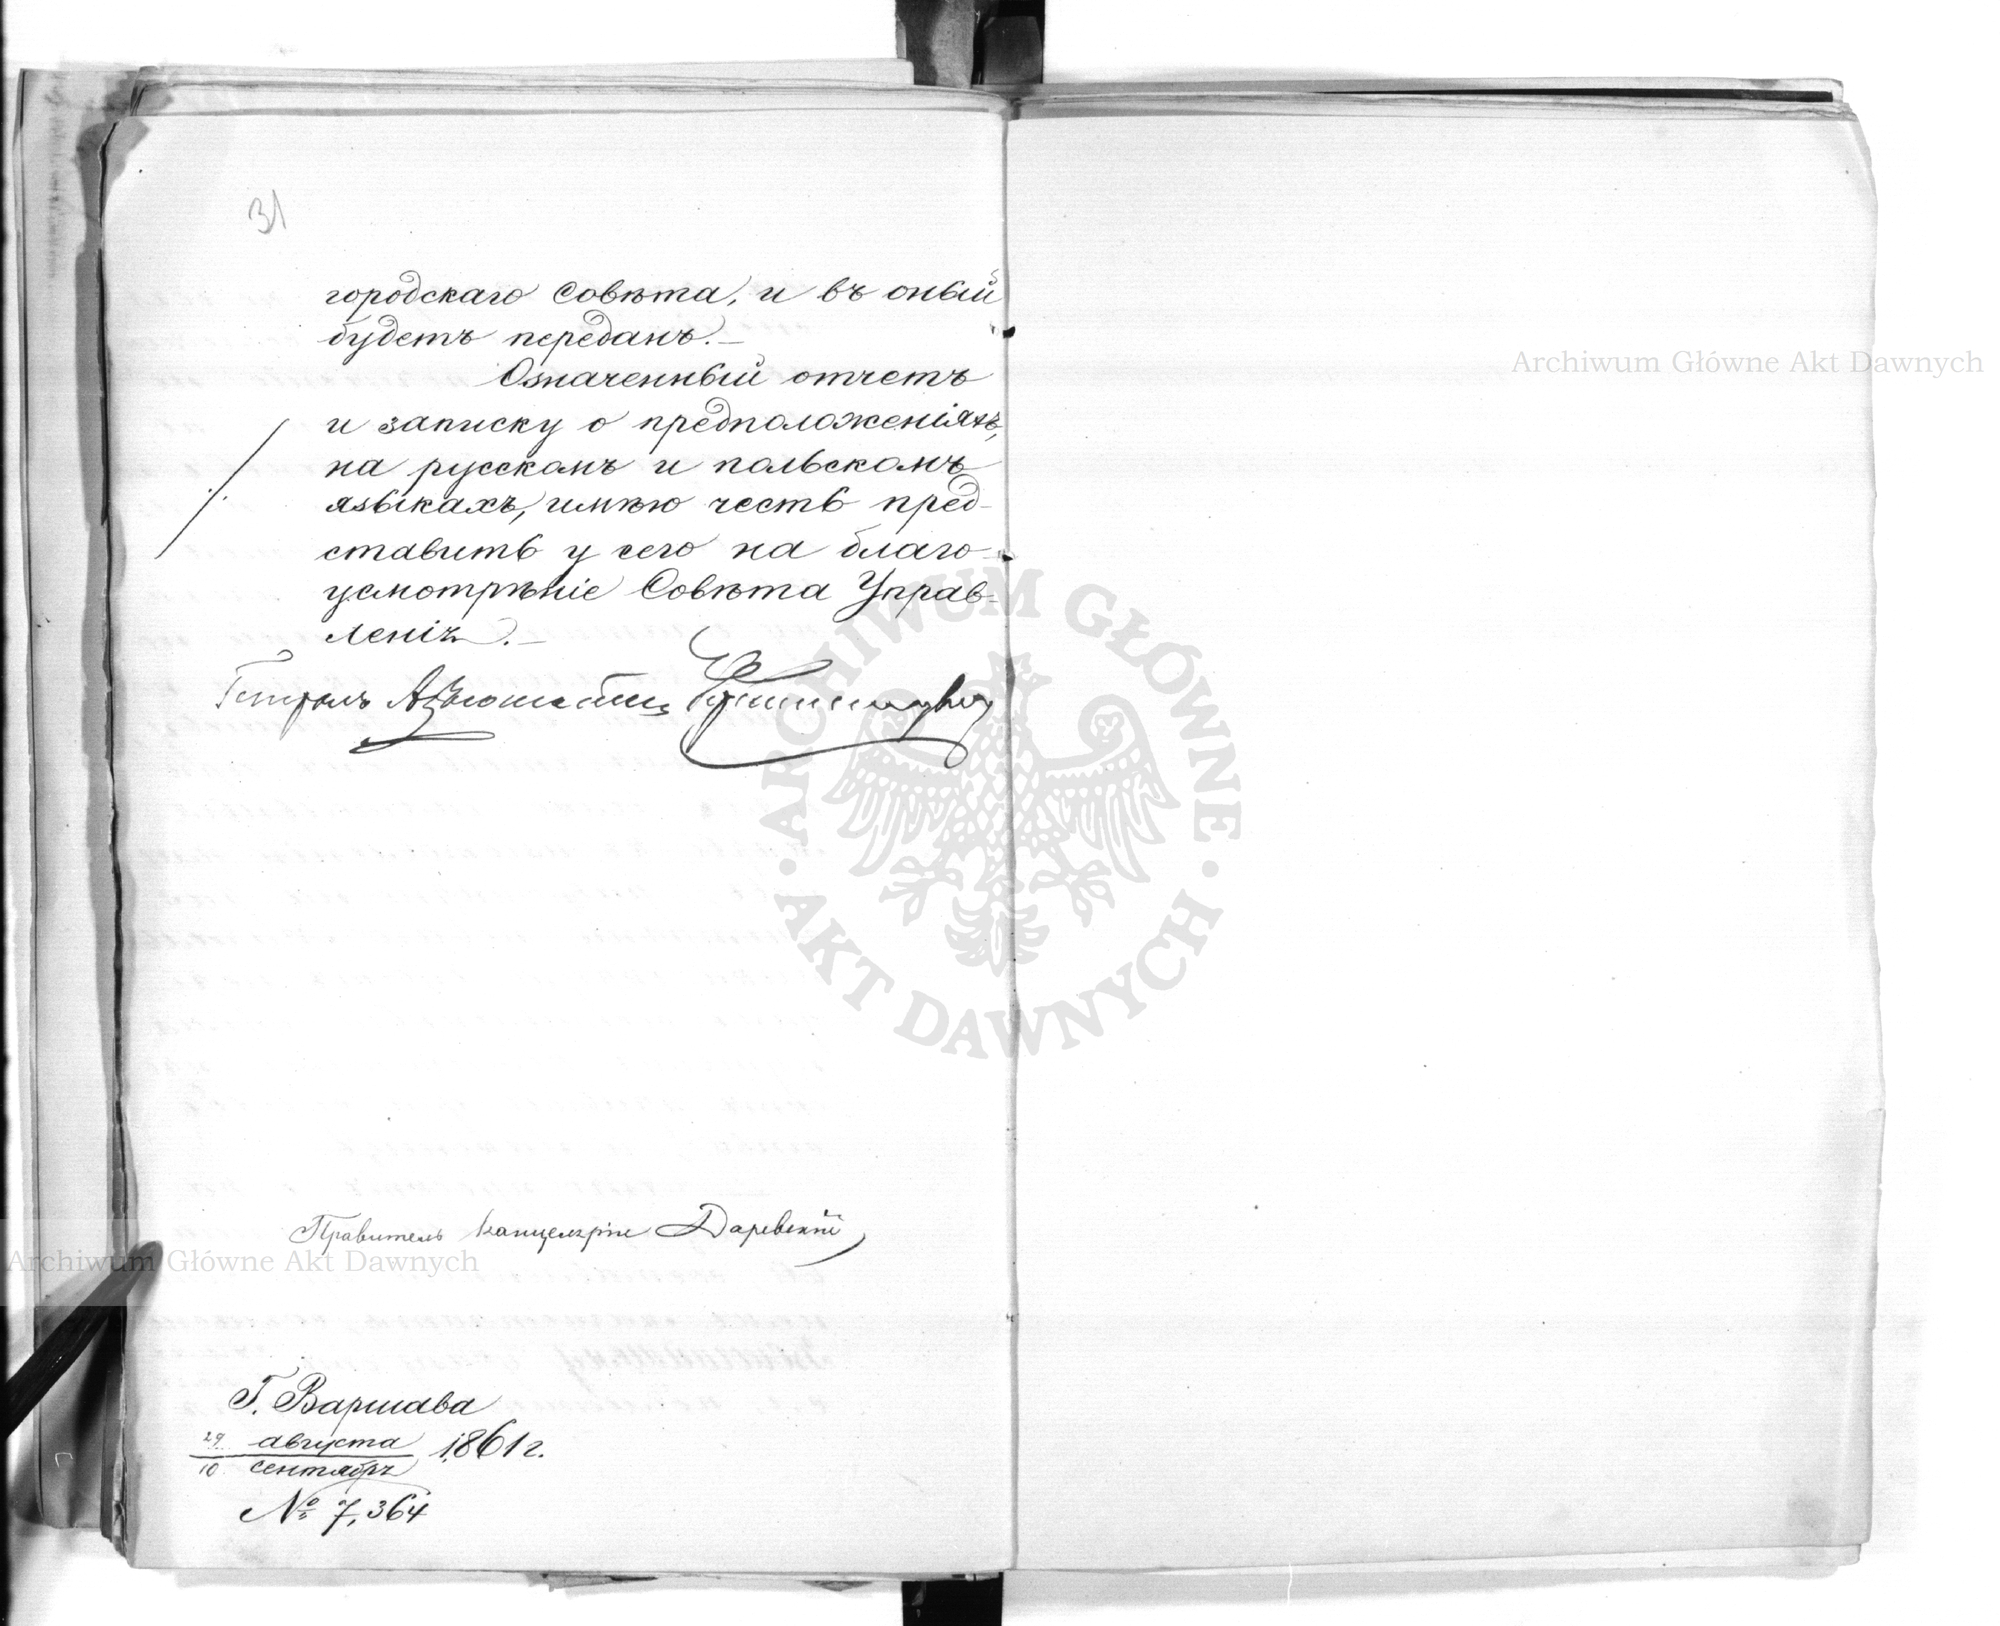 31
городскаго Совѣта, и въ оный
будетъ переданъ.—
Означенный отчетъ
и записку о предположеніяхъ,
на русскомъ и польскомъ
языкахъ, имѣю честь пред-
ставить у сего на благо-
усмотрѣніе Совѣта Управ-
ленія.—
Генералъ Адъютантъ
Правитель Канцеляріи Даревскій
Г. Варшава
29 августа
10 сентября 1861 г.
№ 7,364
Archiwum Główne Akt Dawnych
ARCHIWUM GŁÓWNE · AKT DAWNYCH ·
Archiwum Główne Akt Dawnych